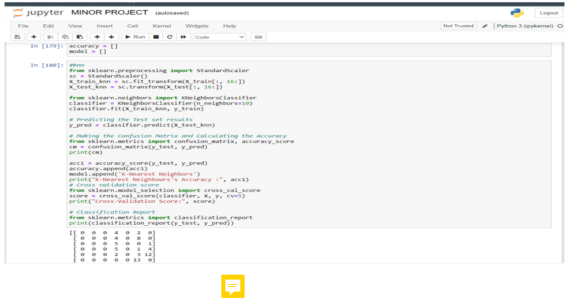 jupyter MINOR PROJECT (autosaved)
Logout
File Edit View Insert Cell Kernel Widgets Help
Not Trusted
Python 3 (ipykernel)
Run
Code
In [179]: accuracy = []
model = []
In [180]: #knn
from sklearn.preprocessing import StandardScaler
sc = StandardScaler()
X_train_knn = sc.fit_transform(X_train[:, 16:])
X_test_knn = sc.transform(X_test[:, 16:])
from sklearn.neighbors import KNeighborsClassifier
classifier = KNeighborsClassifier(n_neighbors=10)
classifier.fit(X_train_knn, y_train)
# Predicting the Test set results
y_pred = classifier.predict(X_test_knn)
# Making the Confusion Matrix and Calculating the Accuracy
from sklearn.metrics import confusion_matrix, accuracy_score
cm = confusion_matrix(y_test, y_pred)
print(cm)
acc1 = accuracy_score(y_test, y_pred)
accuracy.append(acc1)
model.append('K-Nearest Neighbors')
print("K-Nearest Neighbours's Accuracy :", acc1)
# Cross validation score
from sklearn.model_selection import cross_val_score
score = cross_val_score(classifier, X, y, cv=5)
print("Cross-Validation Score:", score)
# Classification Report
from sklearn.metrics import classification_report
print(classification_report(y_test, y_pred))
[[ 0 0 0 4 0 2 0]
[ 0 0 0 4 0 8 0]
[ 0 0 0 5 0 0 1]
[ 0 0 0 5 0 1 4]
[ 0 0 0 2 0 3 12]
[ 0 0 0 0 0 13 0]